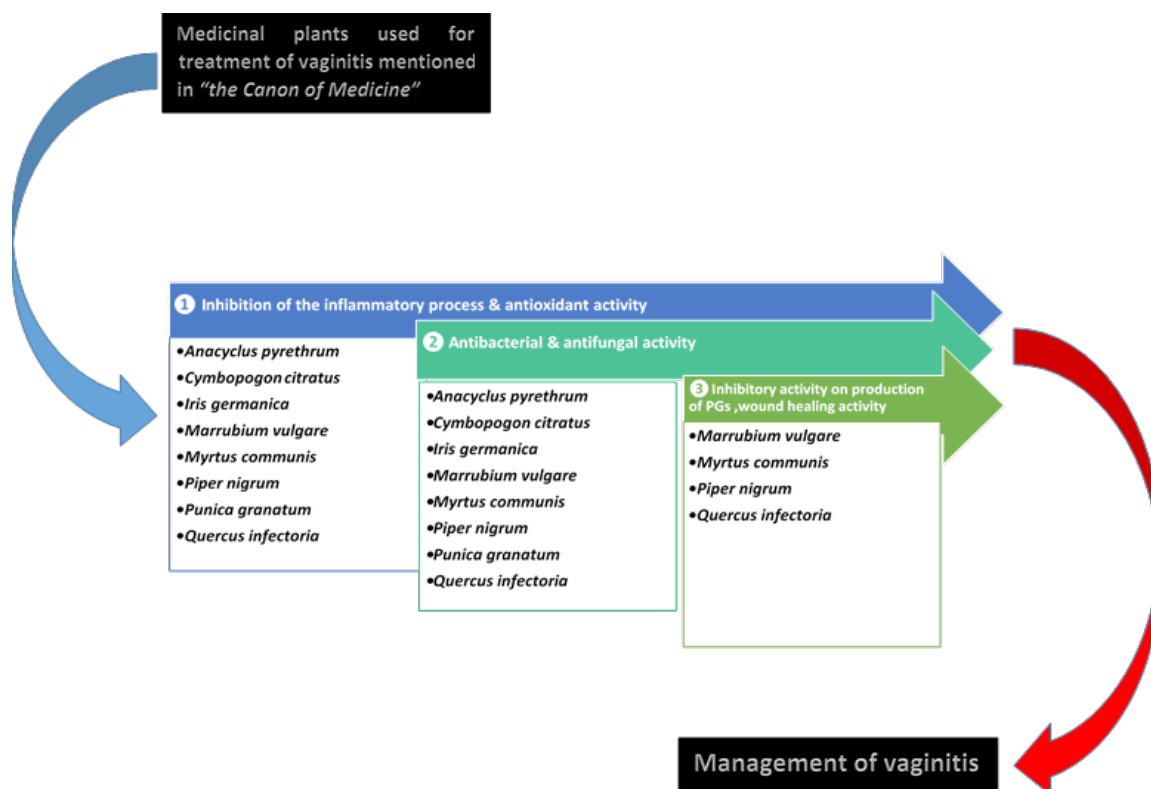 Medicinal plants used for
treatment of vaginitis mentioned
in “the Canon of Medicine”
1 Inhibition of the inflammatory process & antioxidant activity
•Anacyclus pyrethrum
•Cymbopogon citratus
•Iris germanica
•Marrubium vulgare
•Myrtus communis
•Piper nigrum
•Punica granatum
•Quercus infectoria
2 Antibacterial & antifungal activity
•Anacyclus pyrethrum
•Cymbopogon citratus
•Iris germanica
•Marrubium vulgare
•Myrtus communis
•Piper nigrum
•Punica granatum
•Quercus infectoria
3 Inhibitory activity on production
of PGs ,wound healing activity
•Marrubium vulgare
•Myrtus communis
•Piper nigrum
•Quercus infectoria
Management of vaginitis